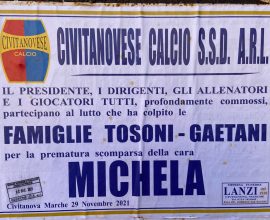 CIVITANOVESE
CALCIO
CIVITANOVESE CALCIO S.S.D. A.R.L.
IL PRESIDENTE, I DIRIGENTI, GLI ALLENATORI
E I GIOCATORI TUTTI, profondamente commossi,
partecipano al lutto che ha colpito le
FAMIGLIE TOSONI - GAETANI
per la prematura scomparsa della cara
MICHELA
Civitanova Marche 29 Novembre 2021
LANZI